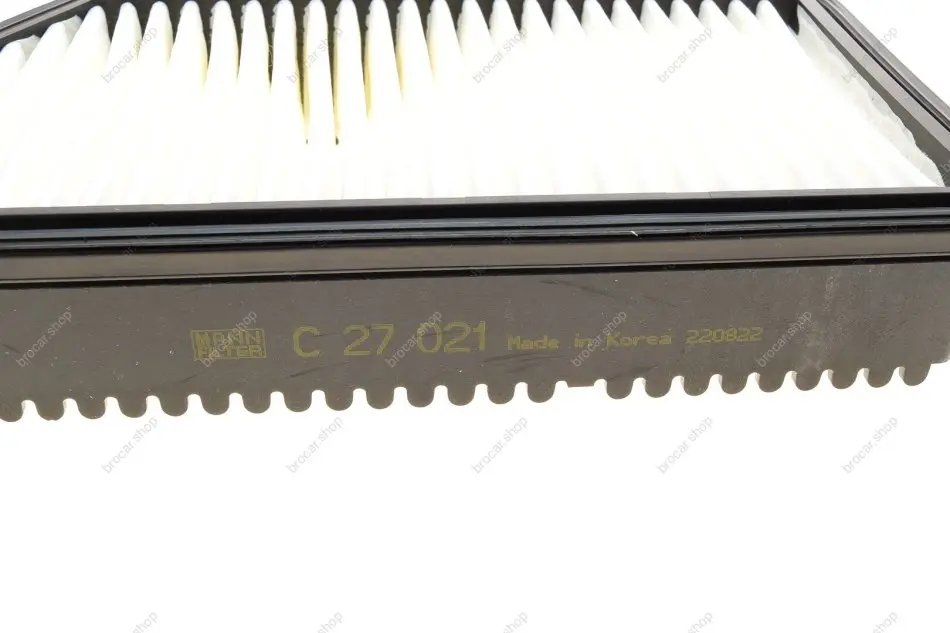 MANN
FILTER
C 27 021 Made in Korea 220822
brocar.shop